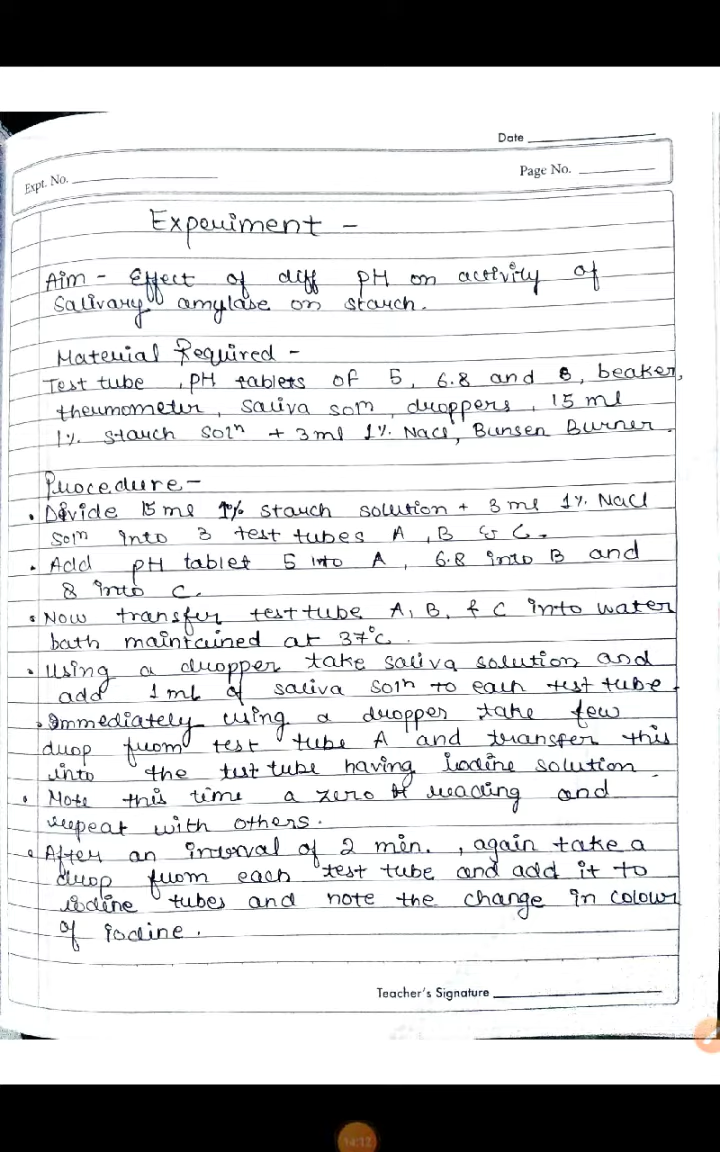 Date
Expt. No.
Page No.
Experiment -
Aim - Effect of diff pH on activity of
Salivary amylase on starch.
Material Required -
Test tube , pH tablets of 5, 6.8 and 8, beaker,
thermometer, saliva soln, droppers, 15 ml
1% starch soln + 3 ml 1% Nacl, Bunsen Burner.
Procedure -
• Divide 15 ml 1% starch solution + 3 ml 1% Nacl
soln into 3 test tubes A, B & C.
• Add pH tablet 5 into A, 6.8 into B and
8 into C.
• Now transfer test tube A, B, & C into water
bath maintained at 37°C.
• Using a dropper take saliva solution and
add 1 ml of saliva soln to each test tube.
• Immediately using a dropper take few
drop from test tube A and transfer this
into the test tube having iodine solution
• Note this time a zero reading and
repeat with others.
• After an interval of 2 min. , again take a
drop from each test tube and add it to
iodine tubes and note the change in colour
of iodine.
Teacher's Signature
14:12